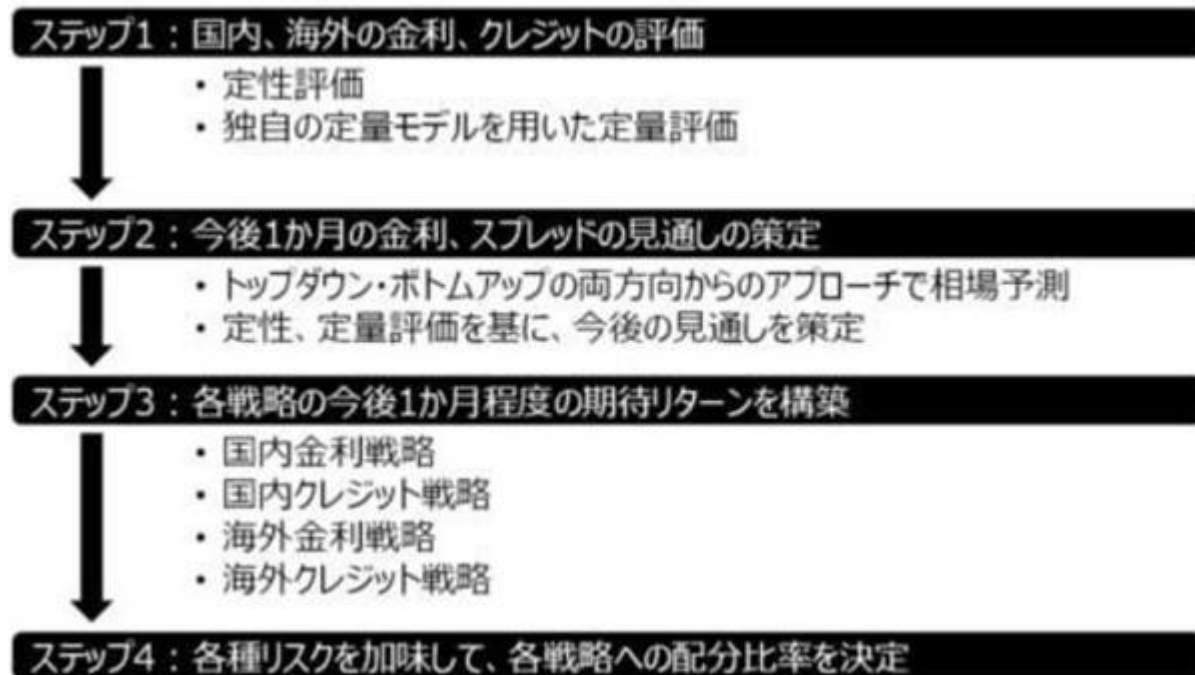 ステップ1：国内、海外の金利、クレジットの評価
・定性評価
・独自の定量モデルを用いた定量評価
ステップ2：今後1か月の金利、スプレッドの見通しの策定
・トップダウン・ボトムアップの両方向からのアプローチで相場予測
・定性、定量評価を基に、今後の見通しを策定
ステップ3：各戦略の今後1か月程度の期待リターンを構築
・国内金利戦略
・国内クレジット戦略
・海外金利戦略
・海外クレジット戦略
ステップ4：各種リスクを加味して、各戦略への配分比率を決定